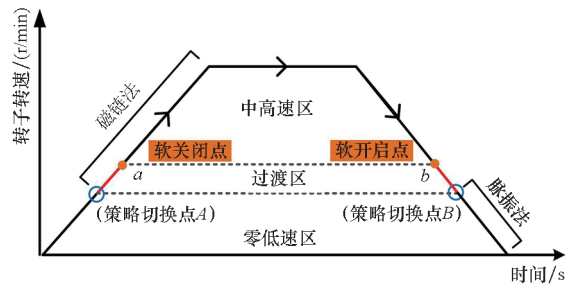 转子转速/(r/min)
磁链法
中高速区
软关闭点
软开启点
a
过渡区
b
(策略切换点A)
(策略切换点B)
脉振法
零低速区
时间/s